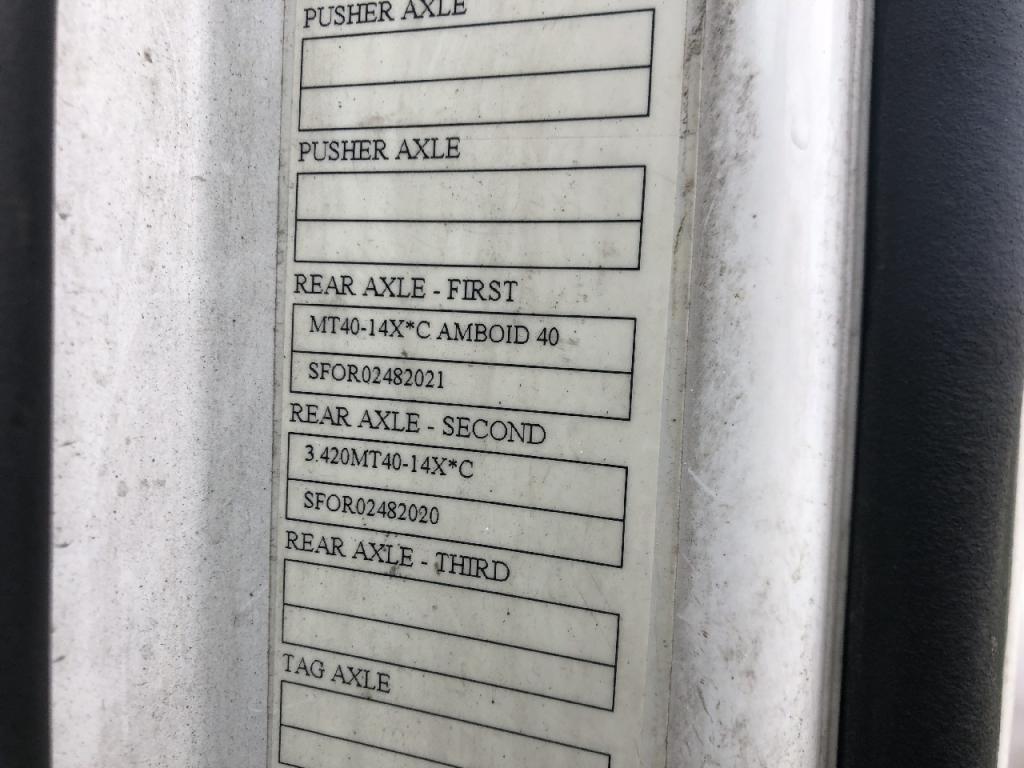 PUSHER AXLE
PUSHER AXLE
REAR AXLE - FIRST
MT40-14X*C AMBOID 40
SFOR02482021
REAR AXLE - SECOND
3.420MT40-14X*C
SFOR02482020
REAR AXLE - THIRD
TAG AXLE